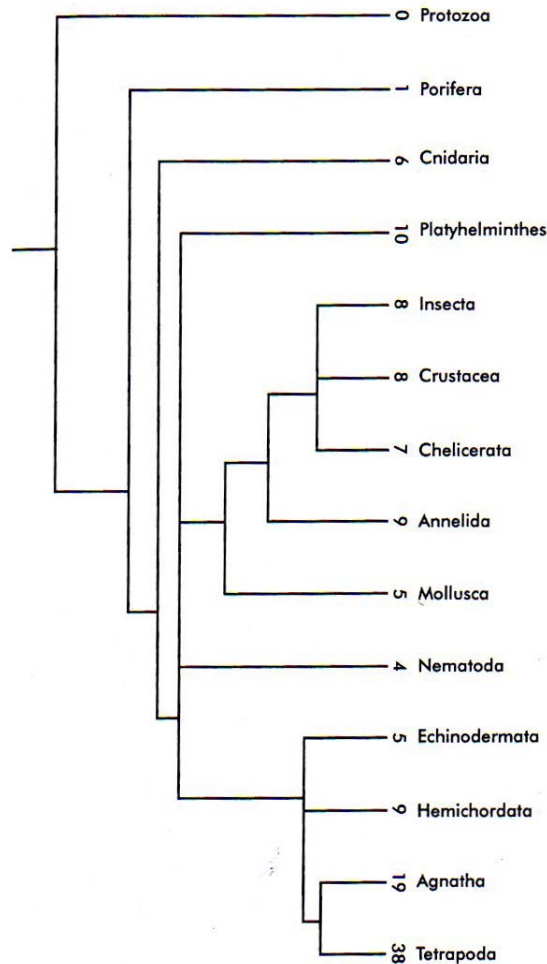 0 Protozoa
1 Porifera
6 Cnidaria
10 Platyhelminthes
8 Insecta
8 Crustacea
7 Chelicerata
9 Annelida
5 Mollusca
4 Nematoda
5 Echinodermata
9 Hemichordata
19 Agnatha
38 Tetrapoda